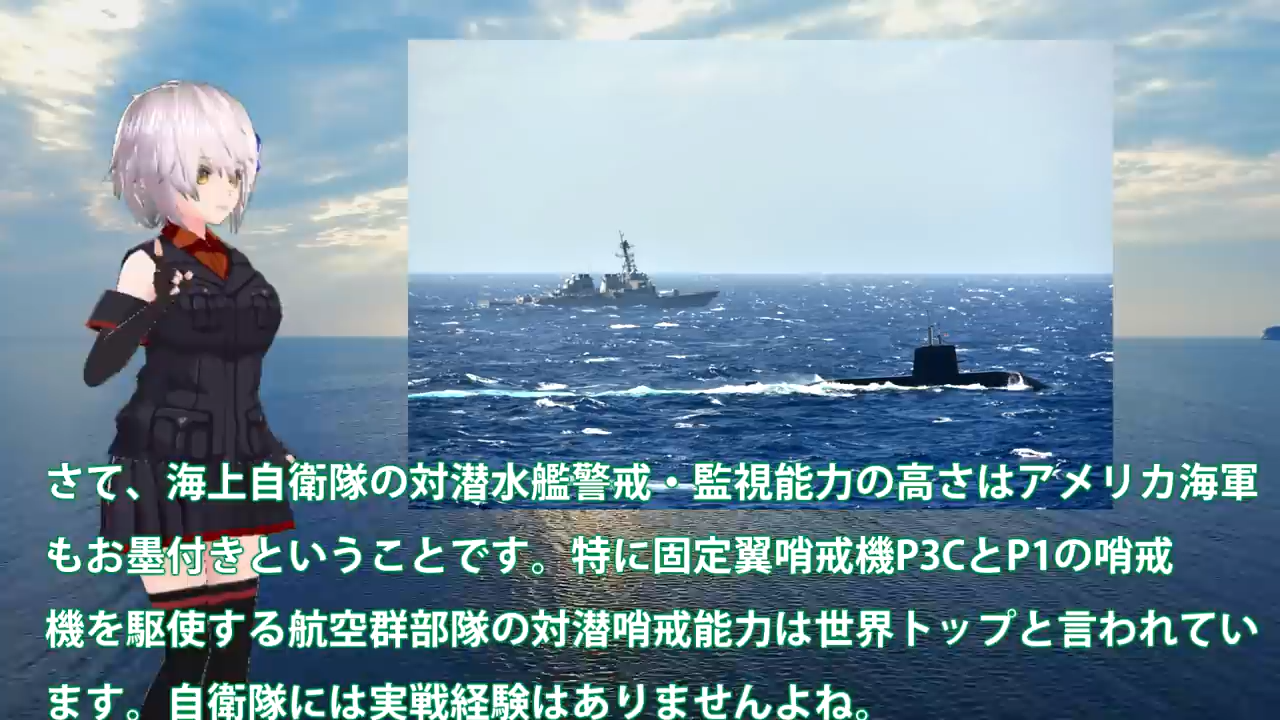 さて、海上自衛隊の対潜水艦警戒・監視能力の高さはアメリカ海軍
もお墨付きということです。特に固定翼哨戒機P3CとP1の哨戒
機を駆使する航空群部隊の対潜哨戒能力は世界トップと言われてい
ます。自衛隊には実戦経験はありませんよね。